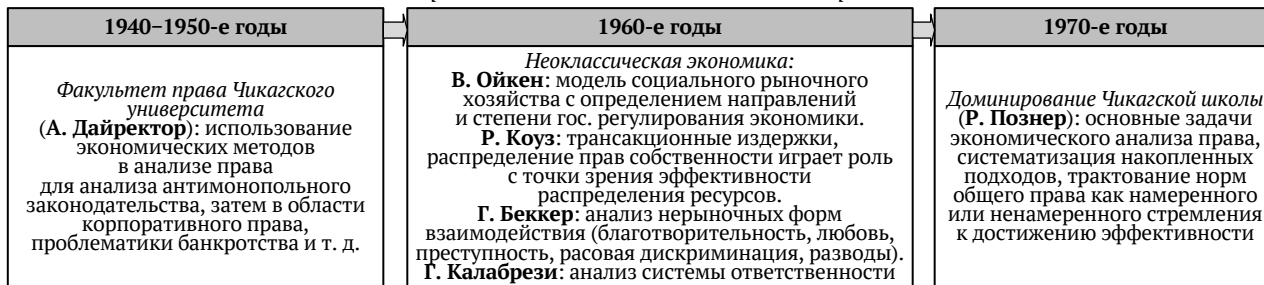 1940–1950-е годы
Факультет права Чикагского
университета
(А. Дайректор): использование
экономических методов
в анализе права
для анализа антимонопольного
законодательства, затем в области
корпоративного права,
проблематики банкротства и т. д.
1960-е годы
Неоклассическая экономика:
В. Ойкен: модель социального рыночного
хозяйства с определением направлений
и степени гос. регулирования экономики.
Р. Коуз: трансакционные издержки,
распределение прав собственности играет роль
с точки зрения эффективности
распределения ресурсов.
Г. Беккер: анализ нерыночных форм
взаимодействия (благотворительность, любовь,
преступность, расовая дискриминация, разводы).
Г. Калабрези: анализ системы ответственности
1970-е годы
Доминирование Чикагской школы
(Р. Познер): основные задачи
экономического анализа права,
систематизация накопленных
подходов, трактование норм
общего права как намеренного
или ненамеренного стремления
к достижению эффективности